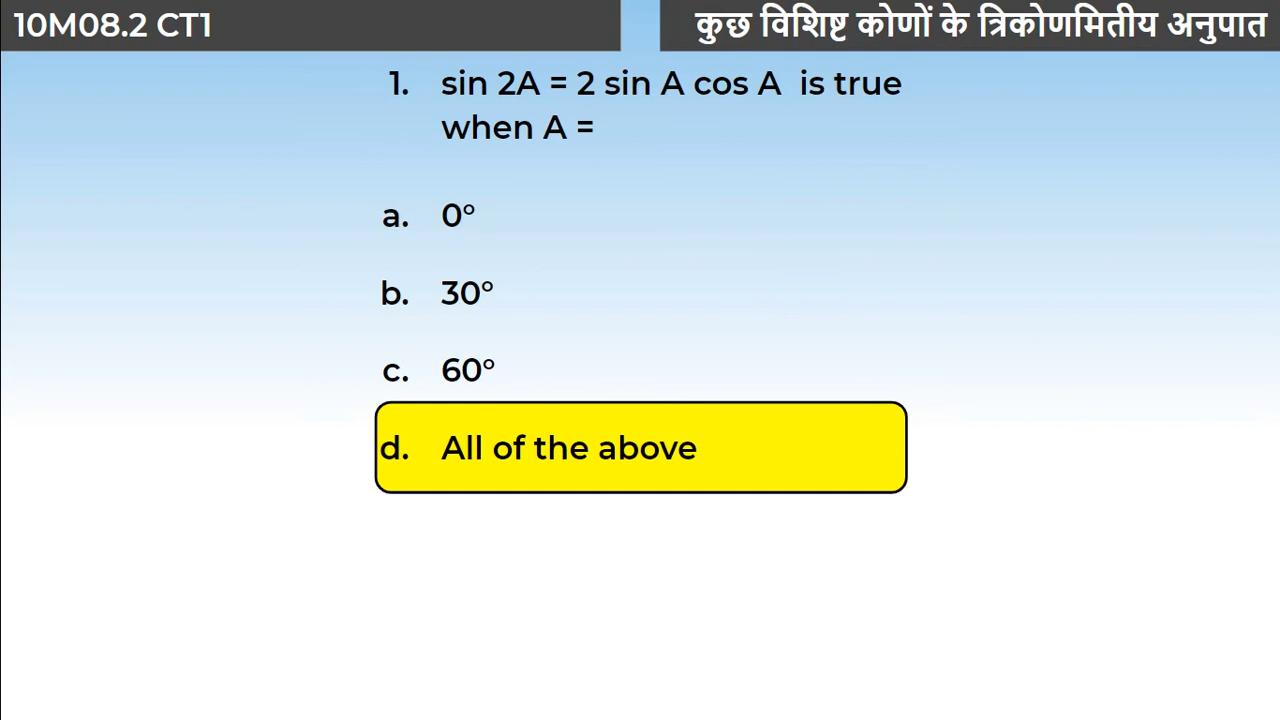 10M08.2 CT1
कुछ विशिष्ट कोणों के त्रिकोणमितीय अनुपात
1. sin 2A = 2 sin A cos A is true
when A =
a. 0°
b. 30°
c. 60°
d. All of the above